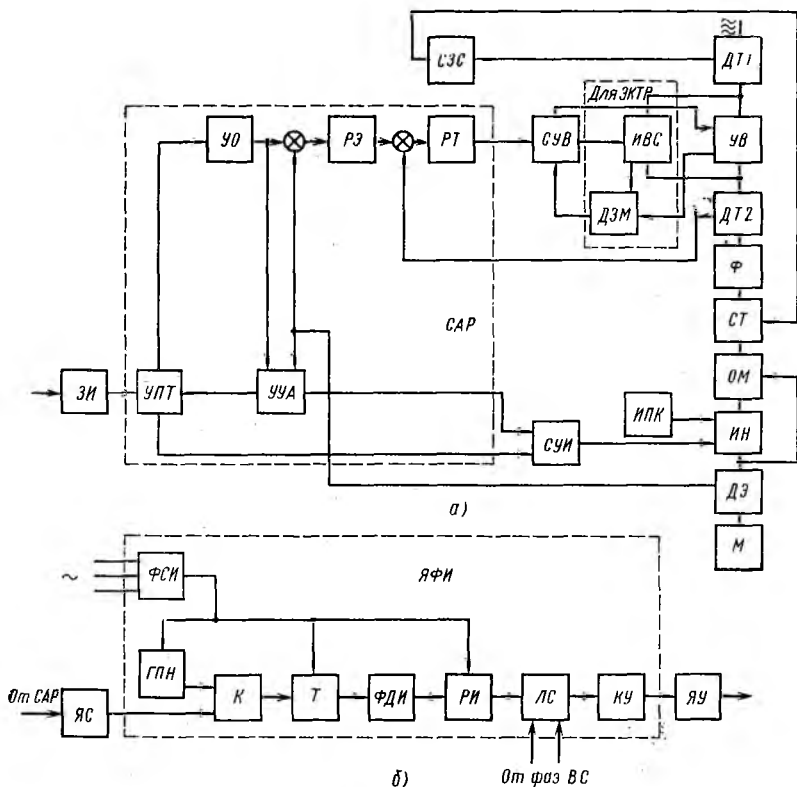 СЗС
ДТ1
Для ЭКТР
УО
РЭ
РТ
СУВ
ИВС
УВ
ДЗМ
ДТ2
Ф
САР
СТ
ЗИ
УПТ
УУА
ОМ
ИПК
ИН
СУИ
ДЭ
а)
М
~
ФСИ
ЯФИ
ГПН
От САР
ЯС
К
Т
ФДИ
РИ
ЛС
КУ
ЯУ
б)
От фаз ВС